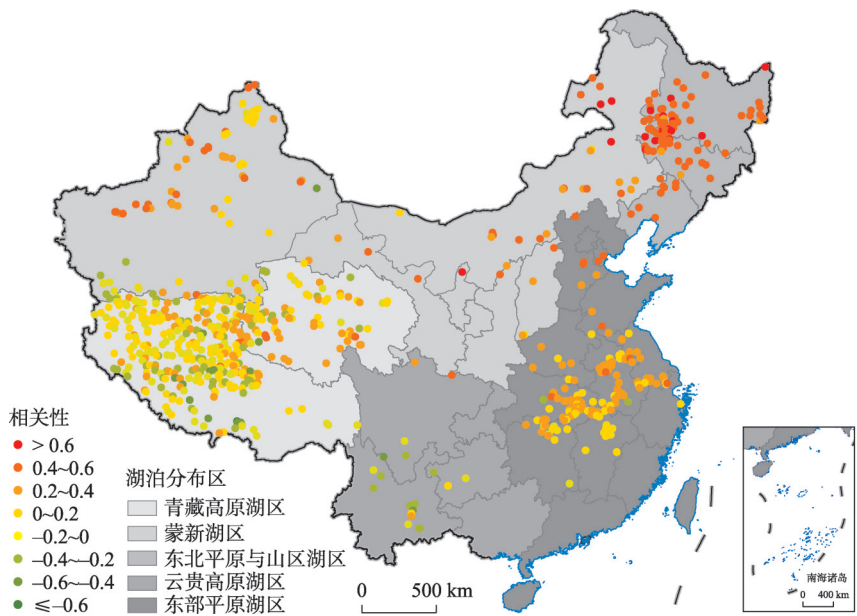 相关性
> 0.6
0.4~0.6
0.2~0.4
0~0.2
–0.2~0
–0.4~–0.2
–0.6~–0.4
≤–0.6
湖泊分布区
青藏高原湖区
蒙新湖区
东北平原与山区湖区
云贵高原湖区
东部平原湖区
0 500 km
南海诸岛
0 400 km